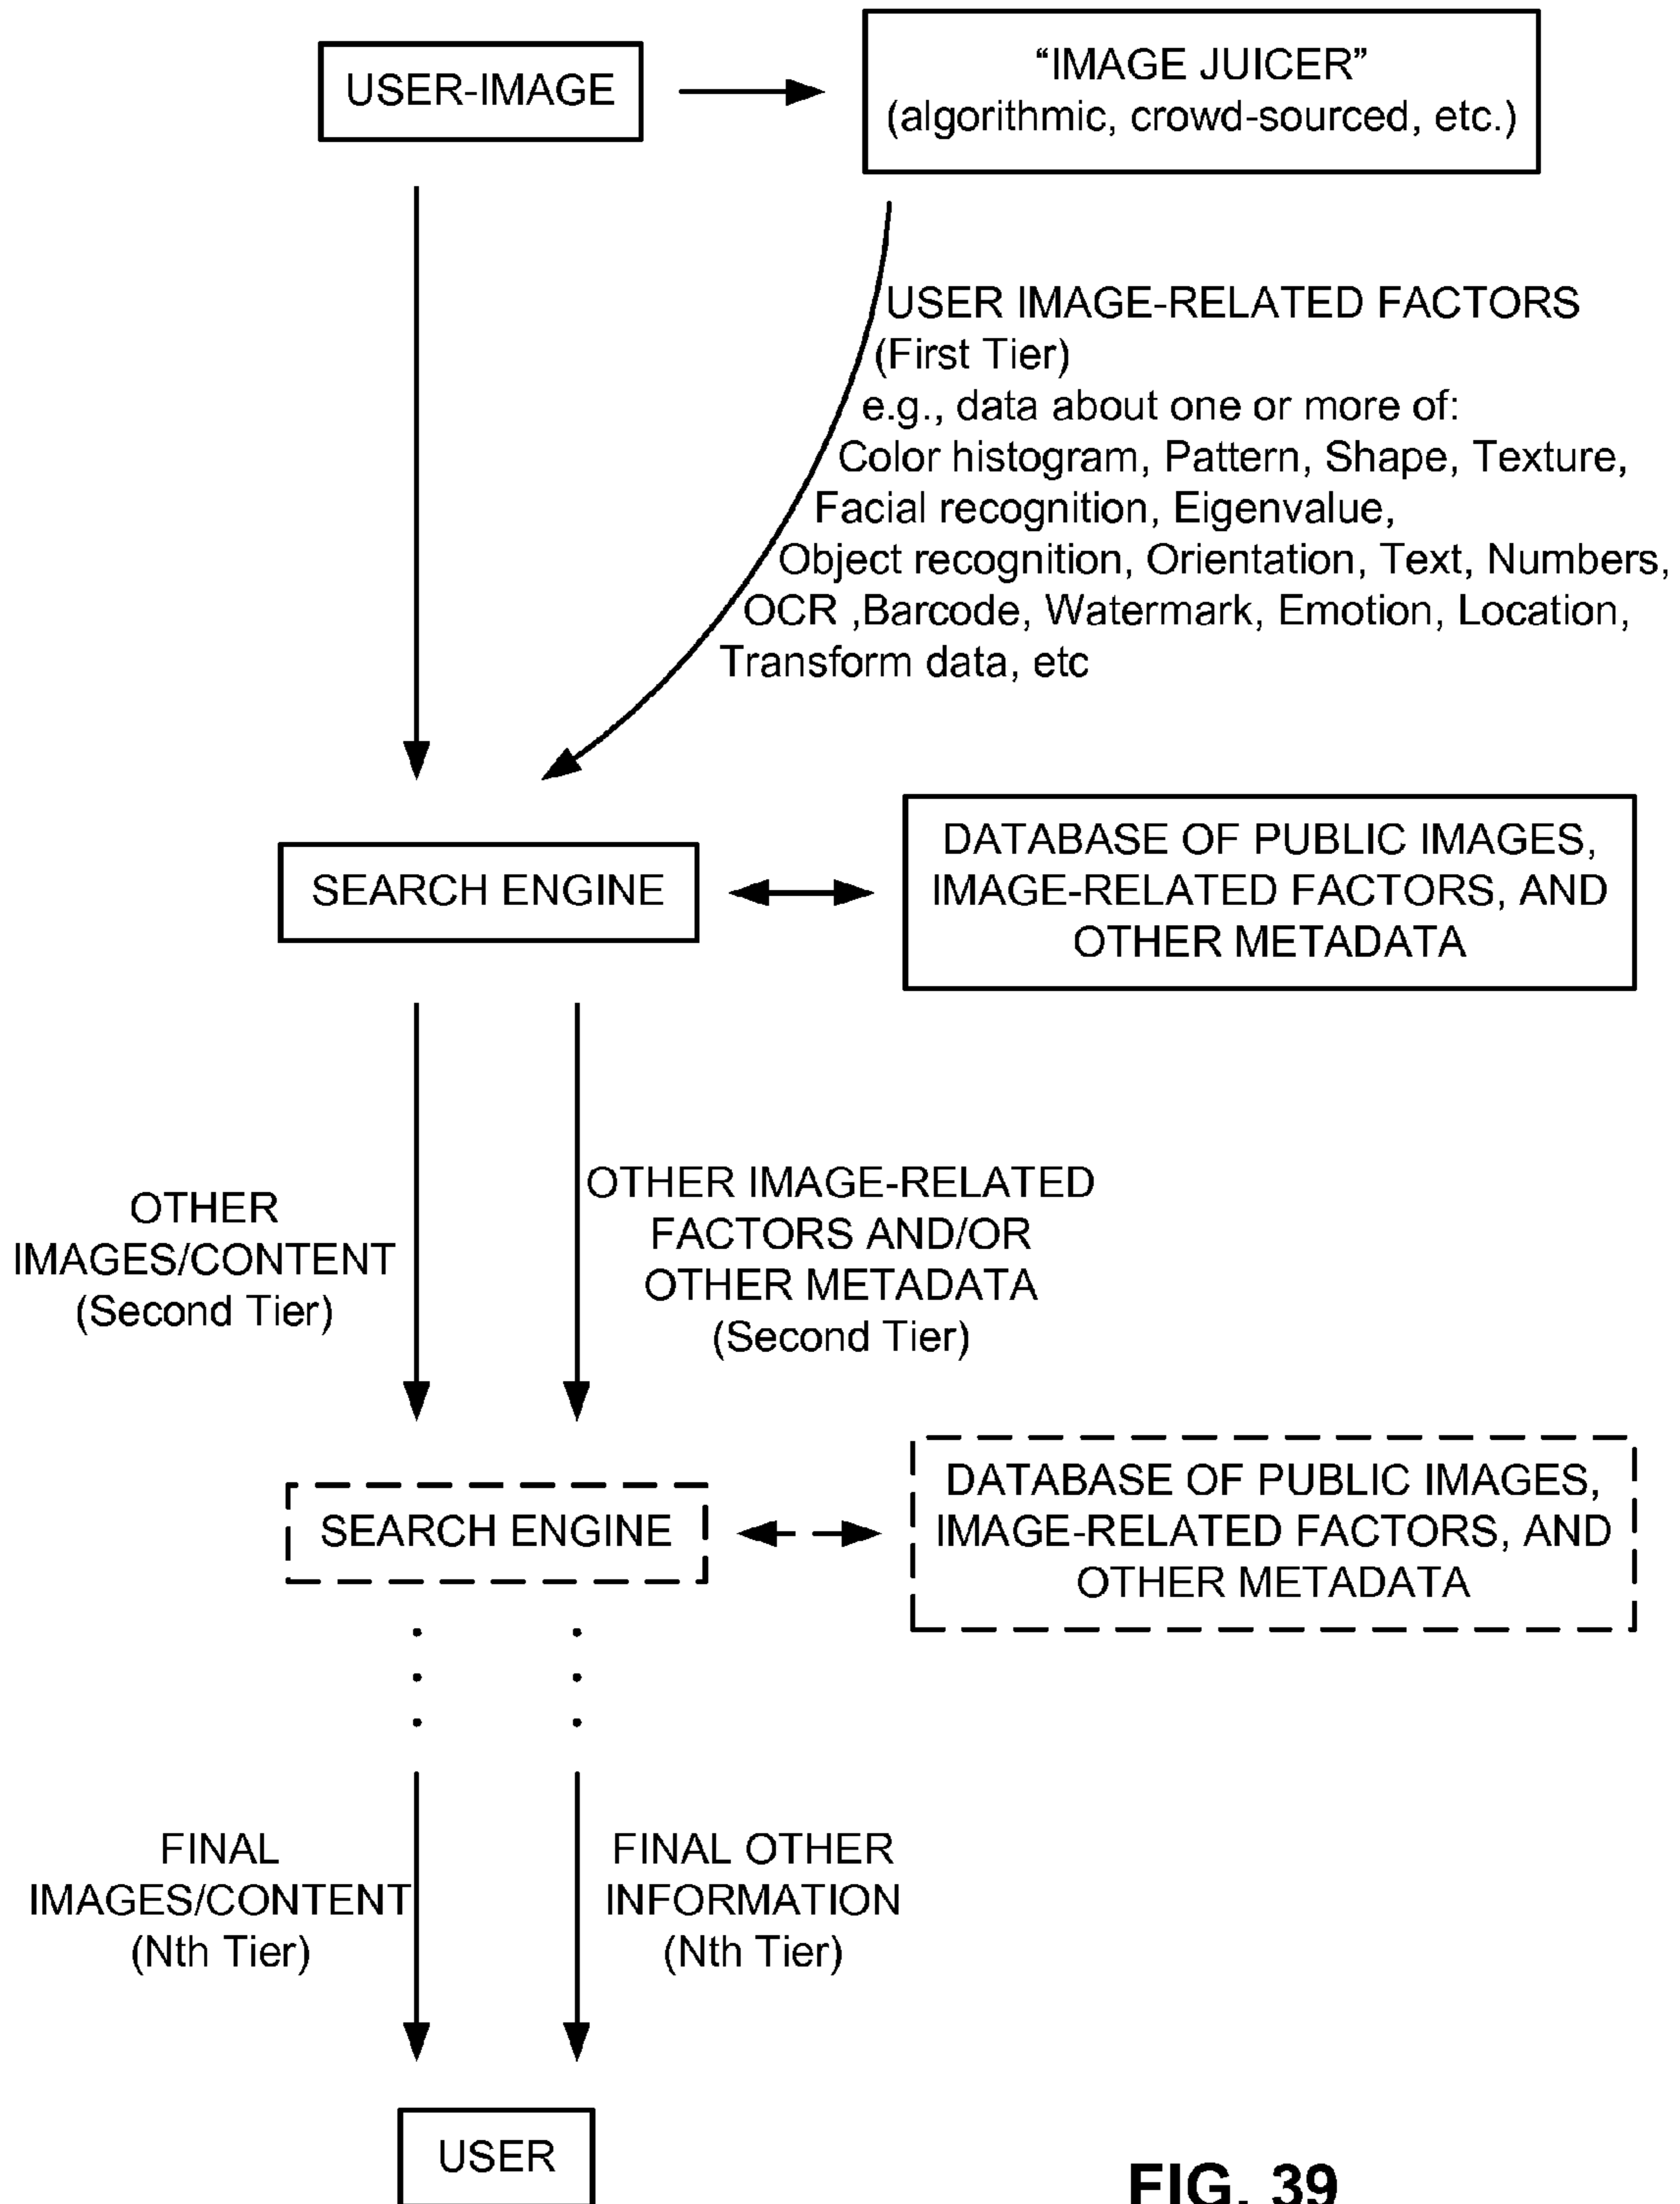 USER-IMAGE
“IMAGE JUICER”
(algorithmic, crowd-sourced, etc.)
USER IMAGE-RELATED FACTORS
(First Tier)
e.g., data about one or more of:
Color histogram, Pattern, Shape, Texture,
Facial recognition, Eigenvalue,
Object recognition, Orientation, Text, Numbers,
OCR ,Barcode, Watermark, Emotion, Location,
Transform data, etc
SEARCH ENGINE
DATABASE OF PUBLIC IMAGES,
IMAGE-RELATED FACTORS, AND
OTHER METADATA
OTHER
IMAGES/CONTENT
(Second Tier)
OTHER IMAGE-RELATED
FACTORS AND/OR
OTHER METADATA
(Second Tier)
SEARCH ENGINE
DATABASE OF PUBLIC IMAGES,
IMAGE-RELATED FACTORS, AND
OTHER METADATA
FINAL
IMAGES/CONTENT
(Nth Tier)
FINAL OTHER
INFORMATION
(Nth Tier)
USER
FIG. 39